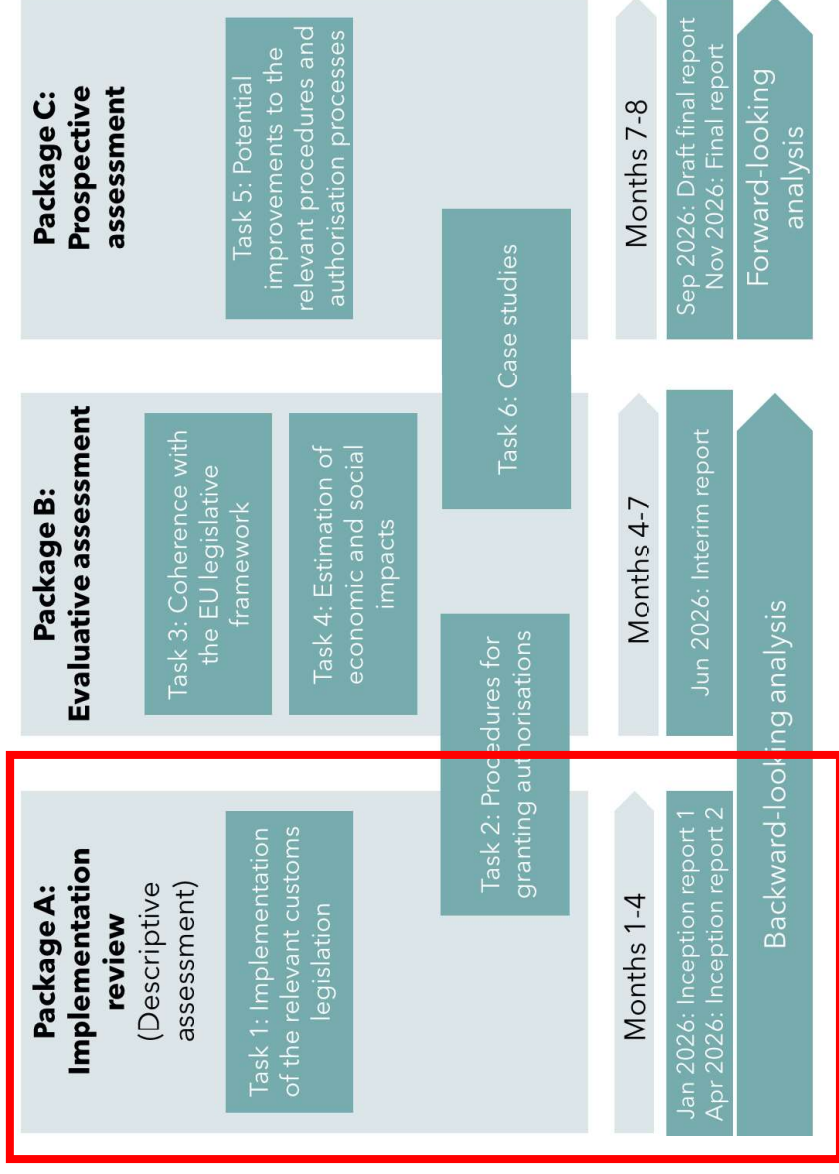 Package A:
Implementation
review
(Descriptive
assessment)
Task 1: Implementation
of the relevant customs
legislation
Task 2: Procedures for
granting authorisations
Months 1-4
Jan 2026: Inception report 1
Apr 2026: Inception report 2
Backward-looking analysis
Package B:
Evaluative assessment
Task 3: Coherence with
the EU legislative
framework
Task 4: Estimation of
economic and social
impacts
Task 6: Case studies
Months 4-7
Jun 2026: Interim report
Package C:
Prospective
assessment
Task 5: Potential
improvements to the
relevant procedures and
authorisation processes
Months 7-8
Sep 2026: Draft final report
Nov 2026: Final report
Forward-looking
analysis